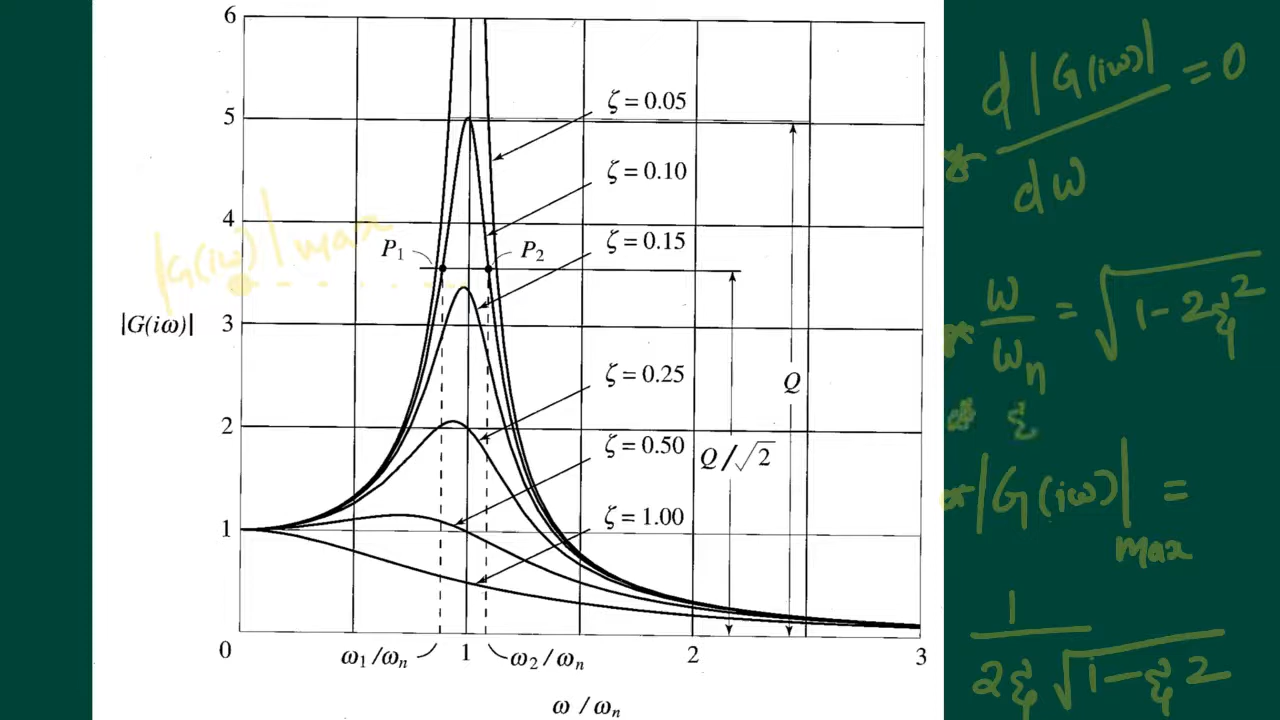 6
5
4
3
2
1
0
|G(iω)|
|G(iω)| max
P₁
P₂
ζ = 0.05
ζ = 0.10
ζ = 0.15
ζ = 0.25
ζ = 0.50
ζ = 1.00
Q
Q/√2
ω₁/ωₙ
1
ω₂/ωₙ
2
3
ω / ωₙ
d|G(iω)| / dω = 0
ω / ωₙ = √1-2ξ²
ξ
|G(iω)| max =
1 / 2ξ√1-ξ2